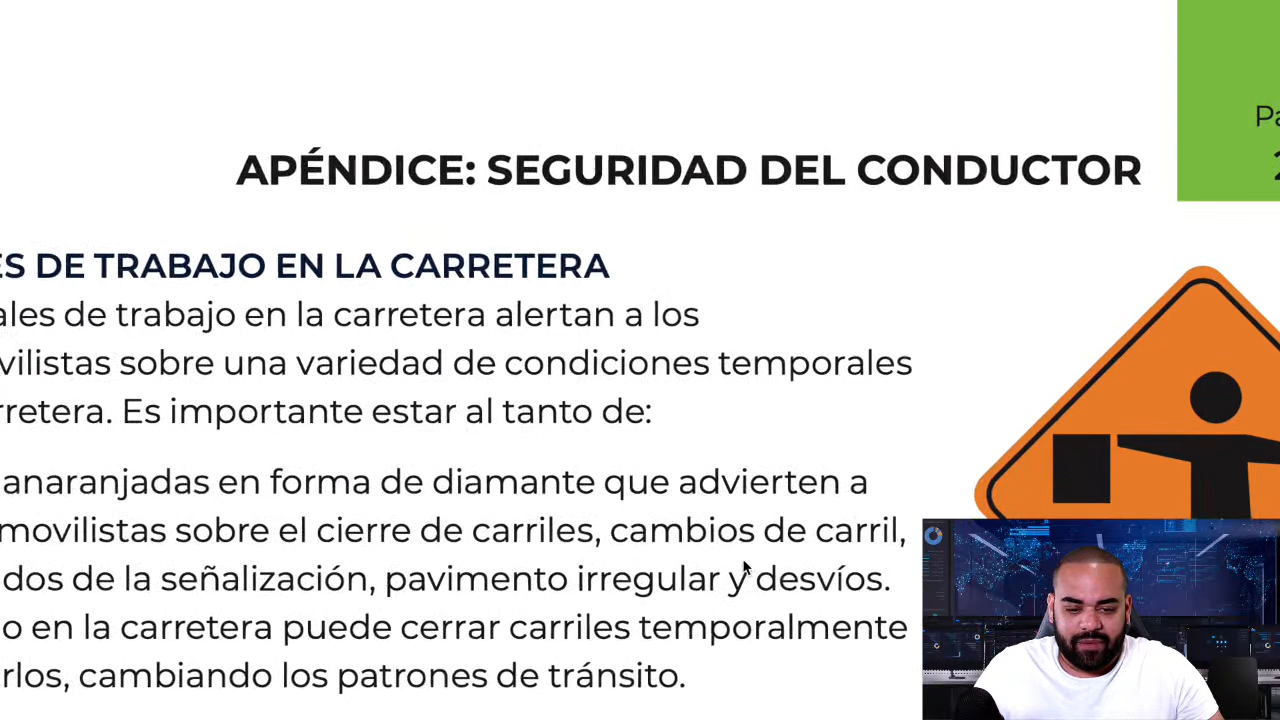 Pa
2
APÉNDICE: SEGURIDAD DEL CONDUCTOR
ES DE TRABAJO EN LA CARRETERA
ales de trabajo en la carretera alertan a los
vilistas sobre una variedad de condiciones temporales
rretera. Es importante estar al tanto de:
anaranjadas en forma de diamante que advierten a
movilistas sobre el cierre de carriles, cambios de carril,
dos de la señalización, pavimento irregular y desvíos.
o en la carretera puede cerrar carriles temporalmente
rlos, cambiando los patrones de tránsito.